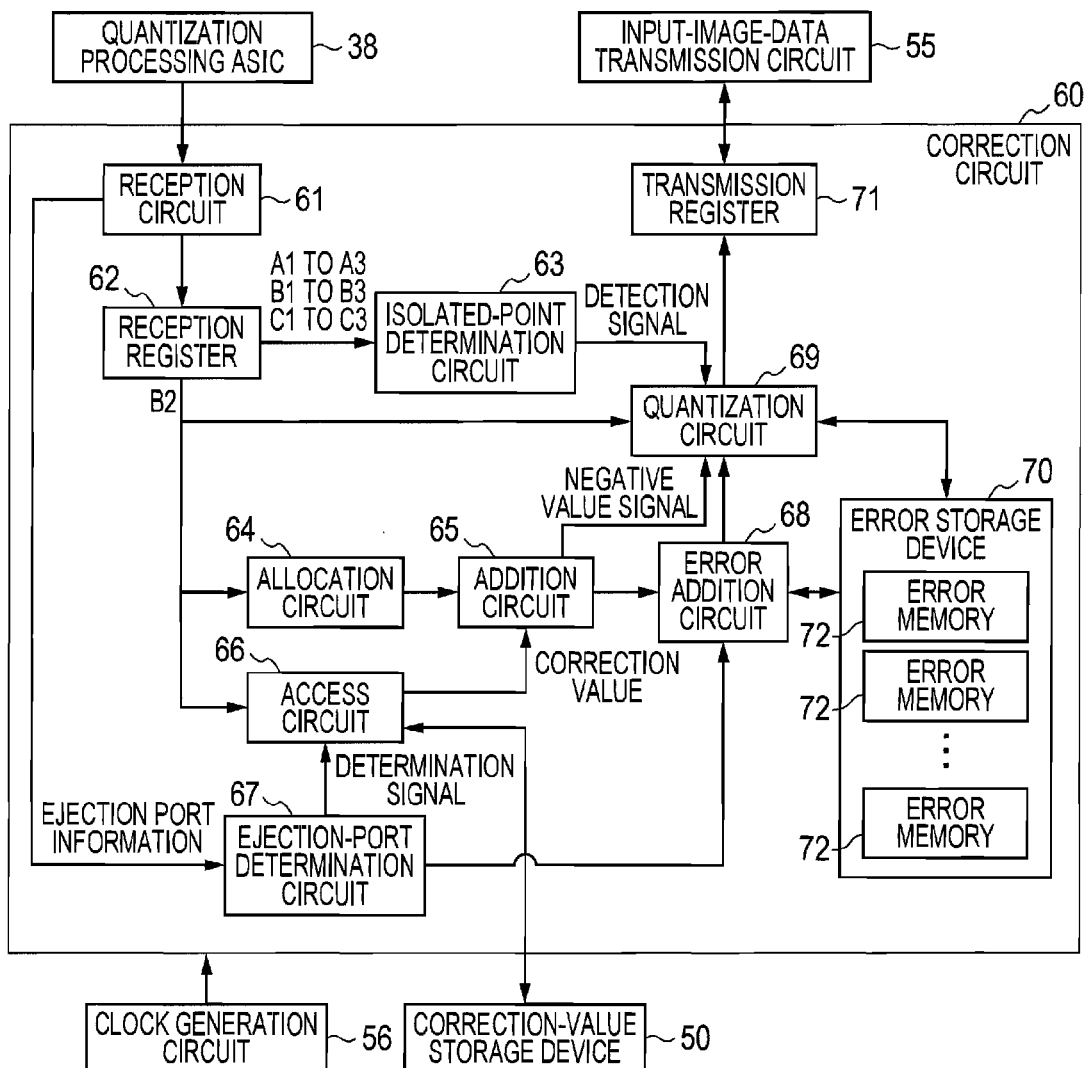 QUANTIZATION
PROCESSING ASIC
38
INPUT-IMAGE-DATA
TRANSMISSION CIRCUIT
55
60
CORRECTION
CIRCUIT
RECEPTION
CIRCUIT
61
TRANSMISSION
REGISTER
71
62
RECEPTION
REGISTER
A1 TO A3
B1 TO B3
C1 TO C3
63
ISOLATED-POINT
DETERMINATION
CIRCUIT
DETECTION
SIGNAL
69
QUANTIZATION
CIRCUIT
B2
NEGATIVE
VALUE SIGNAL
64
ALLOCATION
CIRCUIT
65
ADDITION
CIRCUIT
68
ERROR
ADDITION
CIRCUIT
70
ERROR STORAGE
DEVICE
ERROR
MEMORY
72
ERROR
MEMORY
72
ERROR
MEMORY
72
66
ACCESS
CIRCUIT
CORRECTION
VALUE
DETERMINATION
SIGNAL
EJECTION PORT
INFORMATION
67
EJECTION-PORT
DETERMINATION
CIRCUIT
CLOCK GENERATION
CIRCUIT
56
CORRECTION-VALUE
STORAGE DEVICE
50